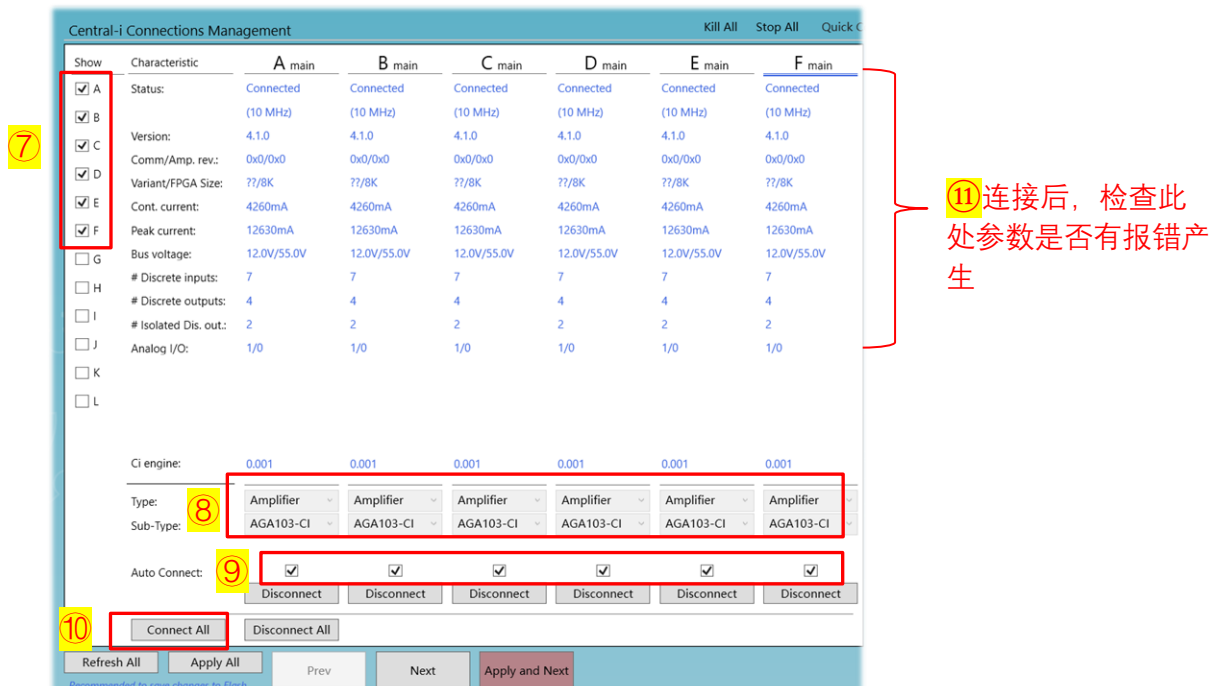 Central-i Connections Management Kill All Stop All Quick
Show Characteristic A main B main C main D main E main F main
A Status: Connected Connected Connected Connected Connected Connected
B (10 MHz) (10 MHz) (10 MHz) (10 MHz) (10 MHz) (10 MHz)
⑦ C Version: 4.1.0 4.1.0 4.1.0 4.1.0 4.1.0 4.1.0
Comm/Amp. rev.: 0x0/0x0 0x0/0x0 0x0/0x0 0x0/0x0 0x0/0x0 0x0/0x0
D Variant/FPGA Size: ??/8K ??/8K ??/8K ??/8K ??/8K ??/8K
E Cont. current: 4260mA 4260mA 4260mA 4260mA 4260mA 4260mA
F Peak current: 12630mA 12630mA 12630mA 12630mA 12630mA 12630mA
G Bus voltage: 12.0V/55.0V 12.0V/55.0V 12.0V/55.0V 12.0V/55.0V 12.0V/55.0V 12.0V/55.0V
# Discrete inputs: 7 7 7 7 7 7
H # Discrete outputs: 4 4 4 4 4 4
I # Isolated Dis. out.: 2 2 2 2 2 2
J Analog I/O: 1/0 1/0 1/0 1/0 1/0 1/0
K
L
⑪连接后，检查此
处参数是否有报错产
生
Ci engine: 0.001 0.001 0.001 0.001 0.001 0.001
Type: Amplifier Amplifier Amplifier Amplifier Amplifier Amplifier
⑧
Sub-Type: AGA103-CI AGA103-CI AGA103-CI AGA103-CI AGA103-CI AGA103-CI
Auto Connect: ⑨
Disconnect Disconnect Disconnect Disconnect Disconnect Disconnect
⑩ Connect All Disconnect All
Refresh All Apply All Prev Next Apply and Next
Recommended to save changes to Flash